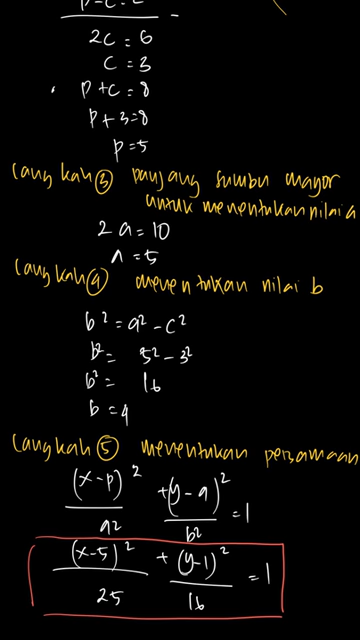 p - c = 2
2c = 6
c = 3
p + c = 8
p + 3 = 8
p = 5
Langkah ③ panjang sumbu mayor
untuk menentukan nilai a
2a = 10
a = 5
Langkah ④ menentukan nilai b
b² = a² - c²
b² = 5² - 3²
b² = 16
b = 4
Langkah ⑤ menentukan persamaan
(x-p)²/a² + (y-q)²/b² = 1
(x-5)²/25 + (y-1)²/16 = 1